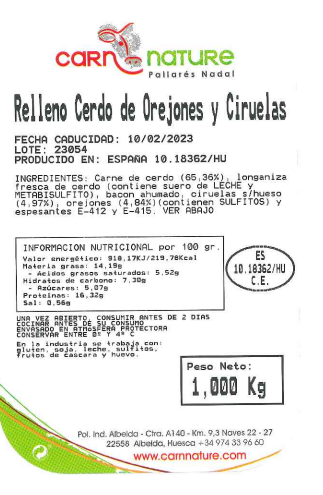 carn nature
Pallarés Nadal
Relleno Cerdo de Orejones y Ciruelas
FECHA CADUCIDAD: 10/02/2023
LOTE: 23054
PRODUCIDO EN: ESPAÑA 10.18362/HU
INGREDIENTES: Carne de cerdo (65,36%), longaniza
fresca de cerdo (contiene suero de LECHE y
METABISULFITO), bacon ahumado, ciruelas s/hueso
(4,97%), orejones (4,84%)(contienen SULFITOS) y
espesantes E-412 y E-415. VER ABAJO
INFORMACION NUTRICIONAL por 100 gr.
Valor energético: 918,17KJ/219,78Kcal
Materia grasa: 14,19g
- Acidos grasos saturados: 5,52g
Hidratos de carbono: 7,30g
- Azúcares: 5,07g
Proteinas: 16,32g
Sal: 0,56g
ES
10.18362/HU
C.E.
UNA VEZ ABIERTO, CONSUMIR ANTES DE 2 DIAS
COCINAR ANTES DE SU CONSUMO
ENVASADO EN ATMOSFERA PROTECTORA
CONSERVAR ENTRE 0º Y 4º C
En la industria se trabaja con:
gluten, soja, leche, sulfitos,
frutos de cascara y huevo.
Peso Neto:
1,000 Kg
Pol. Ind. Albelda - Ctra. A140 - Km. 9,3 Naves 22 - 27
22558 Albelda, Huesca +34 974 33 96 60
www.carnnature.com